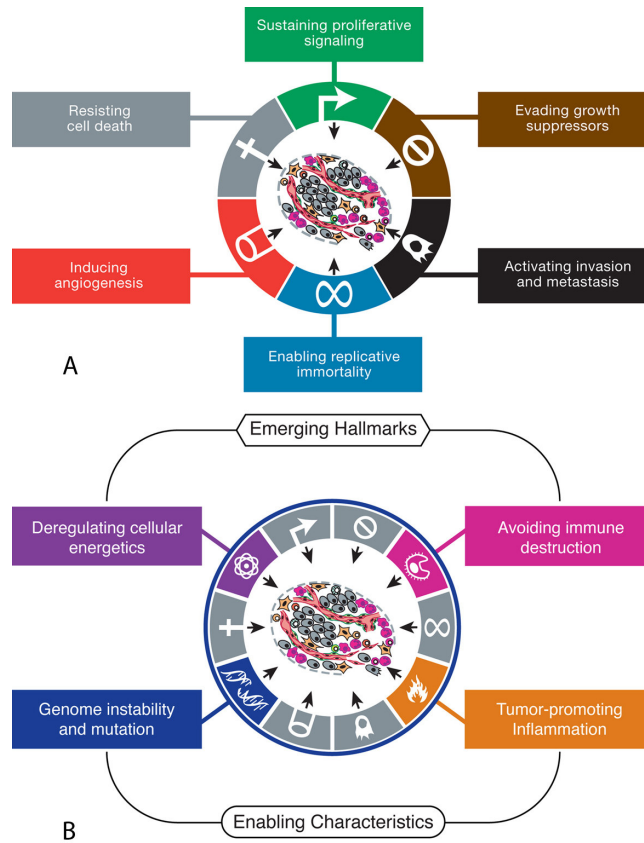 Sustaining proliferative
signaling
Resisting
cell death
Evading growth
suppressors
Inducing
angiogenesis
Activating invasion
and metastasis
Enabling replicative
immortality
A
Emerging Hallmarks
Deregulating cellular
energetics
Avoiding immune
destruction
Genome instability
and mutation
Tumor-promoting
Inflammation
Enabling Characteristics
B